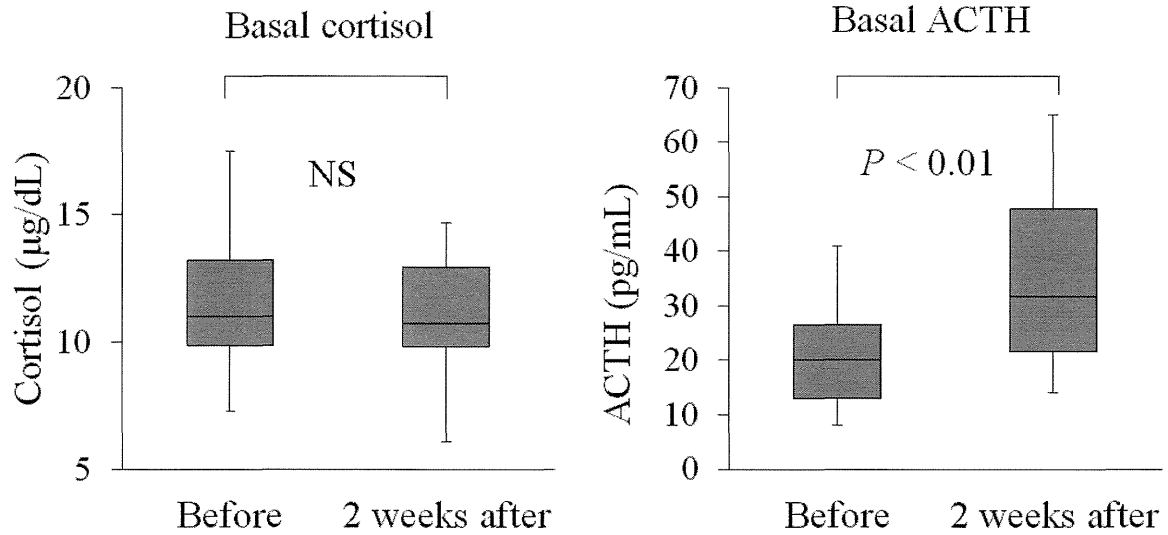 Basal cortisol
20
15
10
5
Cortisol (μg/dL)
NS
Before
2 weeks after
Basal ACTH
70
60
50
40
30
20
10
0
ACTH (pg/mL)
P < 0.01
Before
2 weeks after